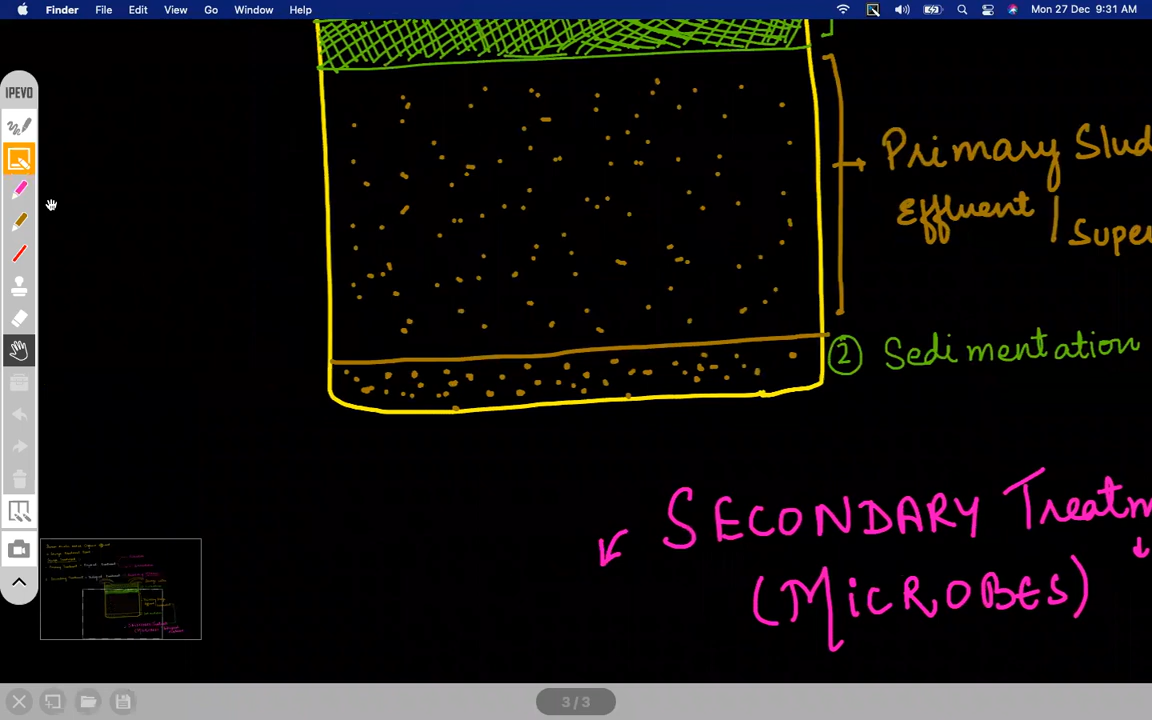 Finder File Edit View Go Window Help Mon 27 Dec 9:31 AM
IPEVO
Primary Slud
Effluent | Super
② Sedimentation
SECONDARY Treatm
(MICROBES)
3 / 3